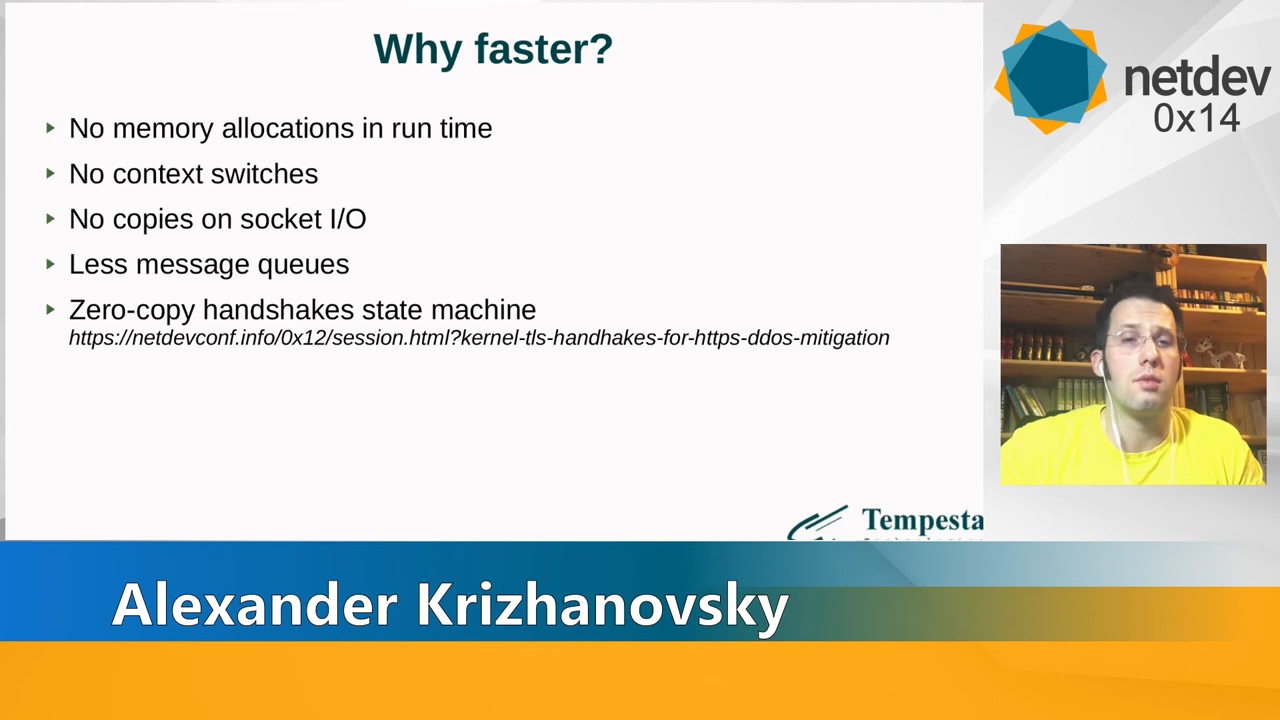 Why faster?
No memory allocations in run time
No context switches
No copies on socket I/O
Less message queues
Zero-copy handshakes state machine
https://netdevconf.info/0x12/session.html?kernel-tls-handhakes-for-https-ddos-mitigation
Tempesta
netdev
0x14
Alexander Krizhanovsky